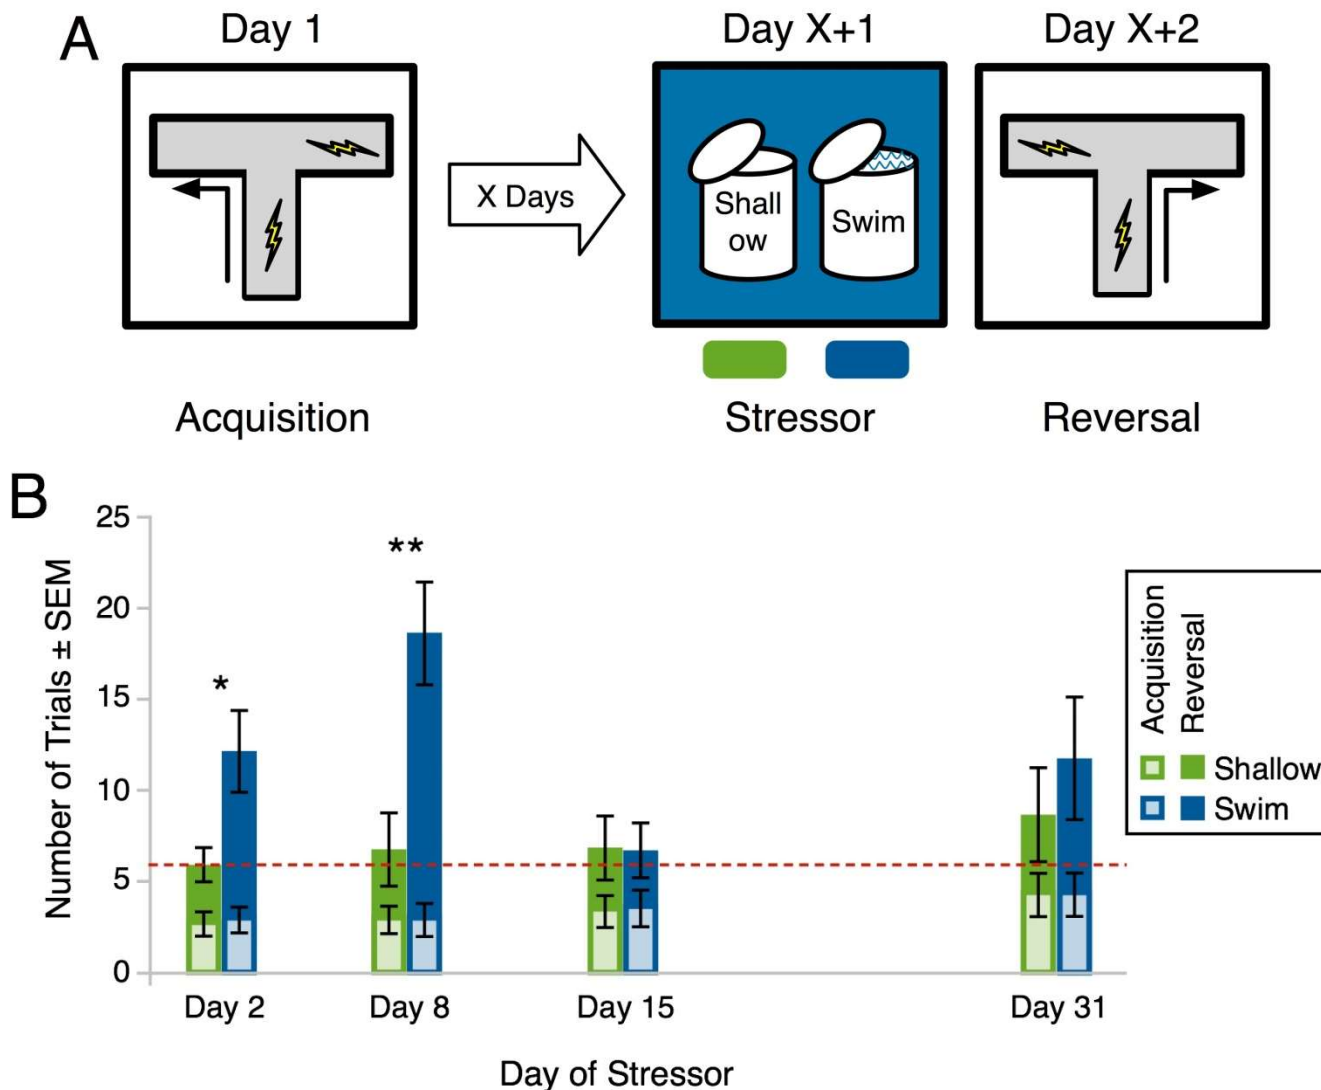 A
Day 1
Day X+1
Day X+2
X Days
Shall
ow
Swim
Acquisition
Stressor
Reversal
B
Number of Trials ± SEM
25
20
15
10
5
0
*
**
Day 2
Day 8
Day 15
Day 31
Day of Stressor
Acquisition
Reversal
Shallow
Swim